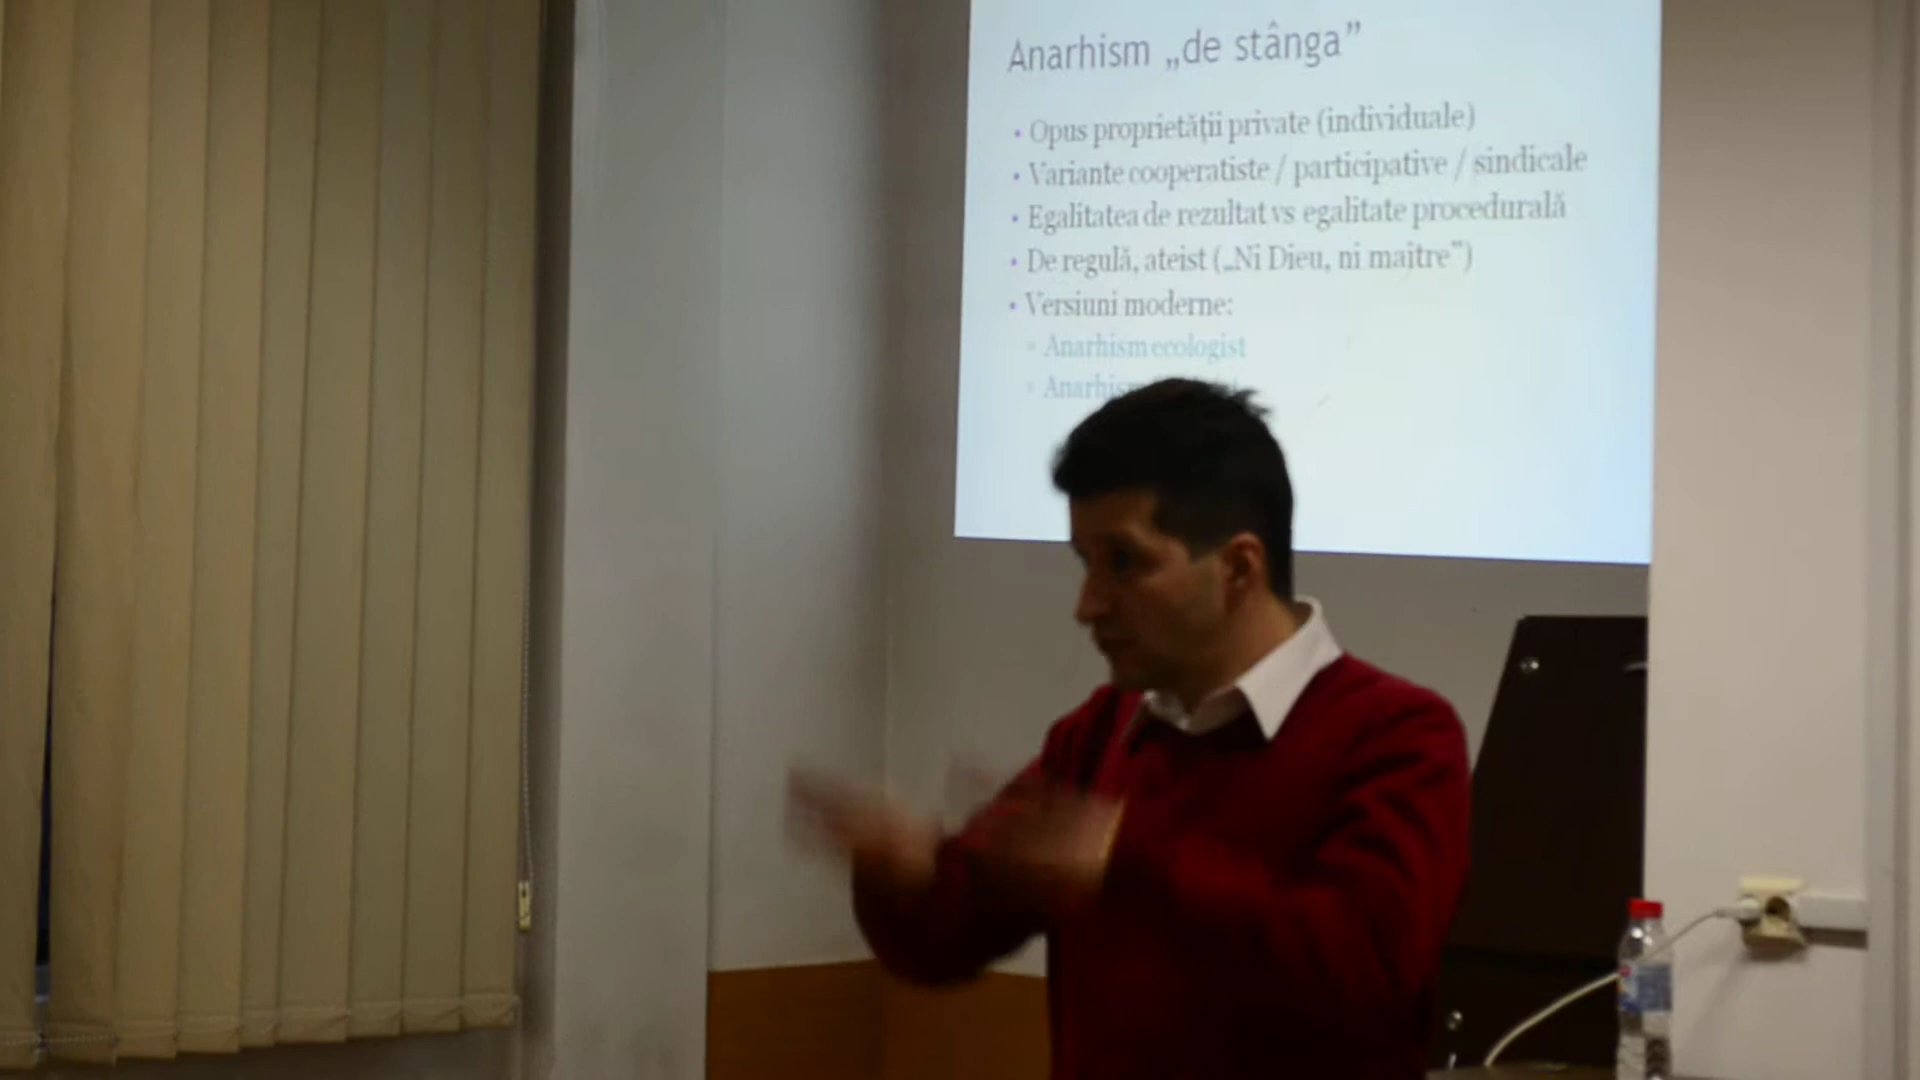 Anarhism „de stânga”
• Opus proprietății private (individuale)
• Variante cooperatiste / participative / sindicale
• Egalitatea de rezultat vs egalitate procedurală
• De regulă, ateist („Ni Dieu, ni maitre”)
• Versiuni moderne:
Anarhism ecologist